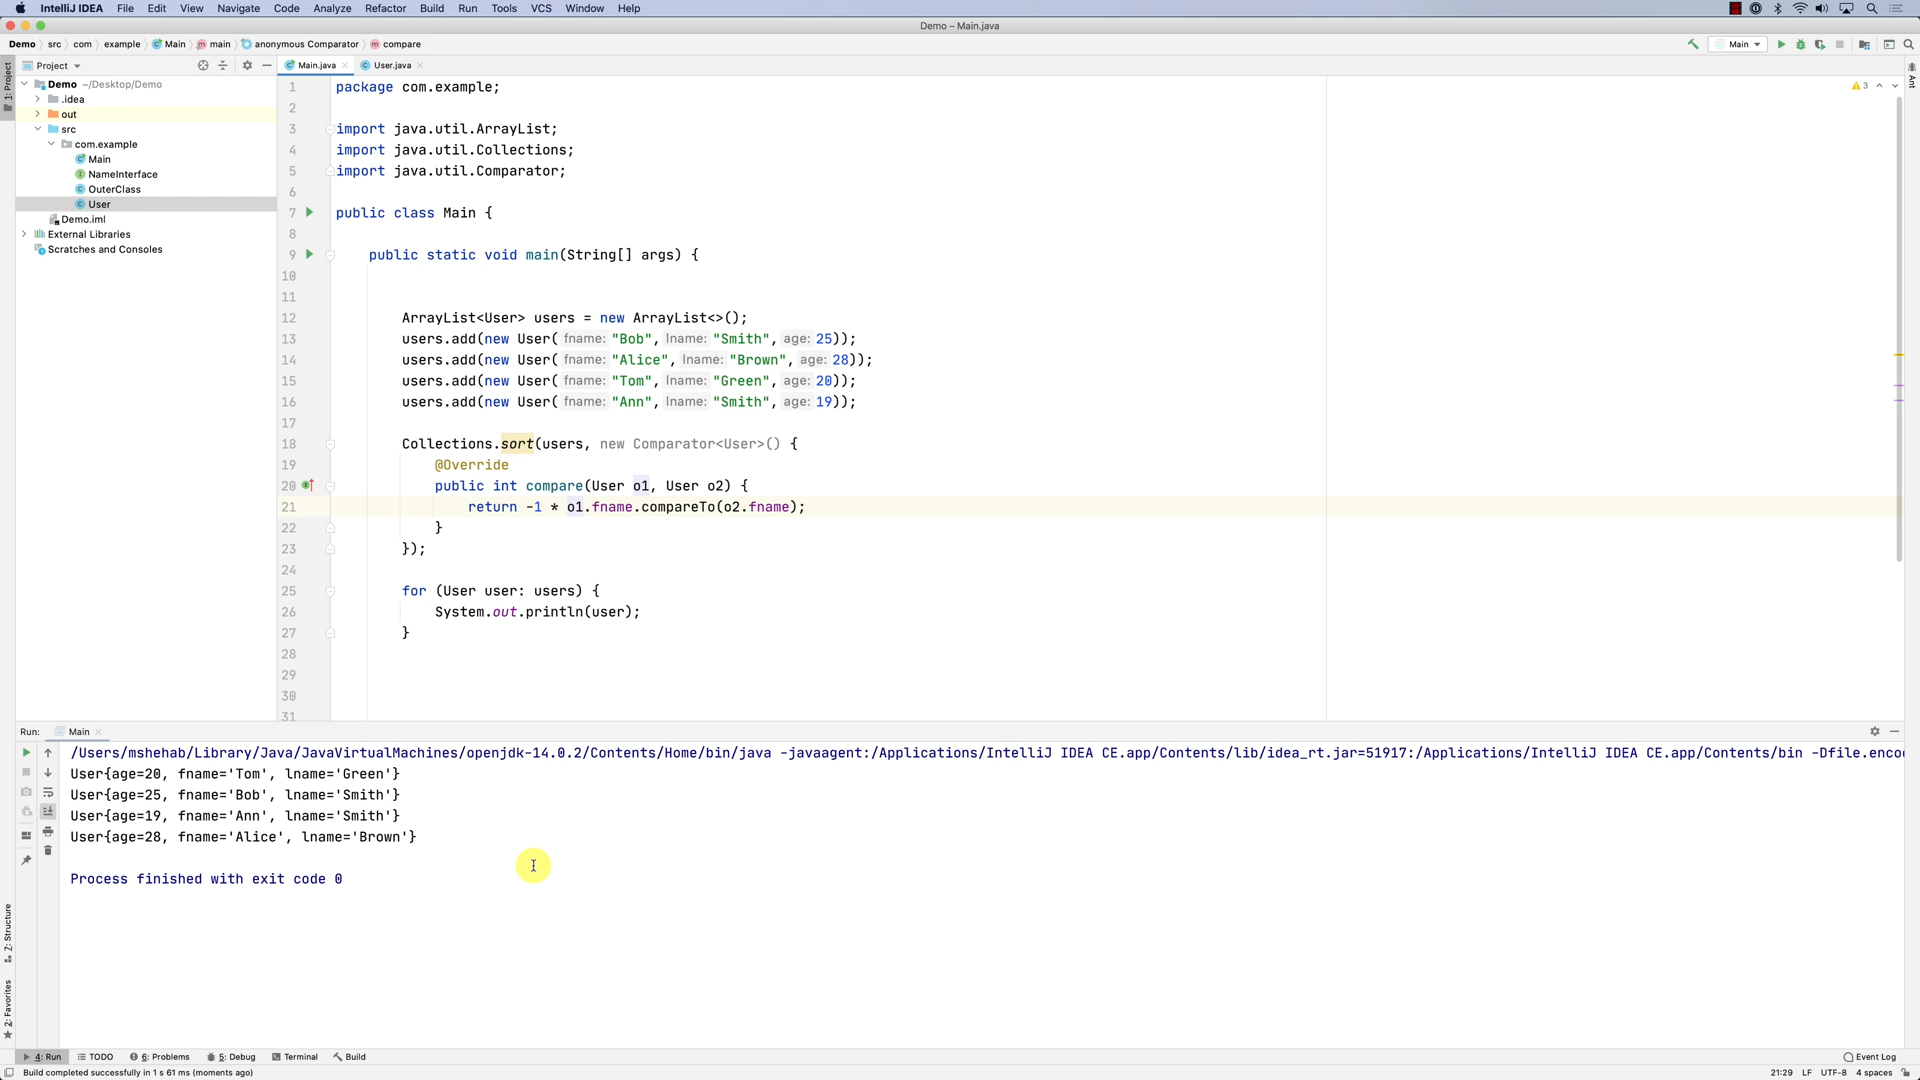 IntelliJ IDEA File Edit View Navigate Code Analyze Refactor Build Run Tools VCS Window Help
Demo – Main.java
Demo src com example Main main anonymous Comparator compare
Main
Project
Main.java
User.java
1: Project
Ant
Demo ~/Desktop/Demo
.idea
out
src
com.example
Main
NameInterface
OuterClass
User
Demo.iml
External Libraries
Scratches and Consoles
3
1 package com.example;
2
3 import java.util.ArrayList;
4 import java.util.Collections;
5 import java.util.Comparator;
6
7 public class Main {
8
9 public static void main(String[] args) {
10
11
12 ArrayList<User> users = new ArrayList<>();
13 users.add(new User( fname: "Bob", lname: "Smith", age: 25));
14 users.add(new User( fname: "Alice", lname: "Brown", age: 28));
15 users.add(new User( fname: "Tom", lname: "Green", age: 20));
16 users.add(new User( fname: "Ann", lname: "Smith", age: 19));
17
18 Collections.sort(users, new Comparator<User>() {
19 @Override
20 public int compare(User o1, User o2) {
21 return -1 * o1.fname.compareTo(o2.fname);
22 }
23 });
24
25 for (User user: users) {
26 System.out.println(user);
27 }
28
29
30
31
Run: Main
/Users/mshehab/Library/Java/JavaVirtualMachines/openjdk-14.0.2/Contents/Home/bin/java -javaagent:/Applications/IntelliJ IDEA CE.app/Contents/lib/idea_rt.jar=51917:/Applications/IntelliJ IDEA CE.app/Contents/bin -Dfile.enco
User{age=20, fname='Tom', lname='Green'}
User{age=25, fname='Bob', lname='Smith'}
User{age=19, fname='Ann', lname='Smith'}
User{age=28, fname='Alice', lname='Brown'}
Process finished with exit code 0
7: Structure
2: Favorites
4: Run TODO 6: Problems 5: Debug Terminal Build Event Log
Build completed successfully in 1 s 61 ms (moments ago) 21:29 LF UTF-8 4 spaces